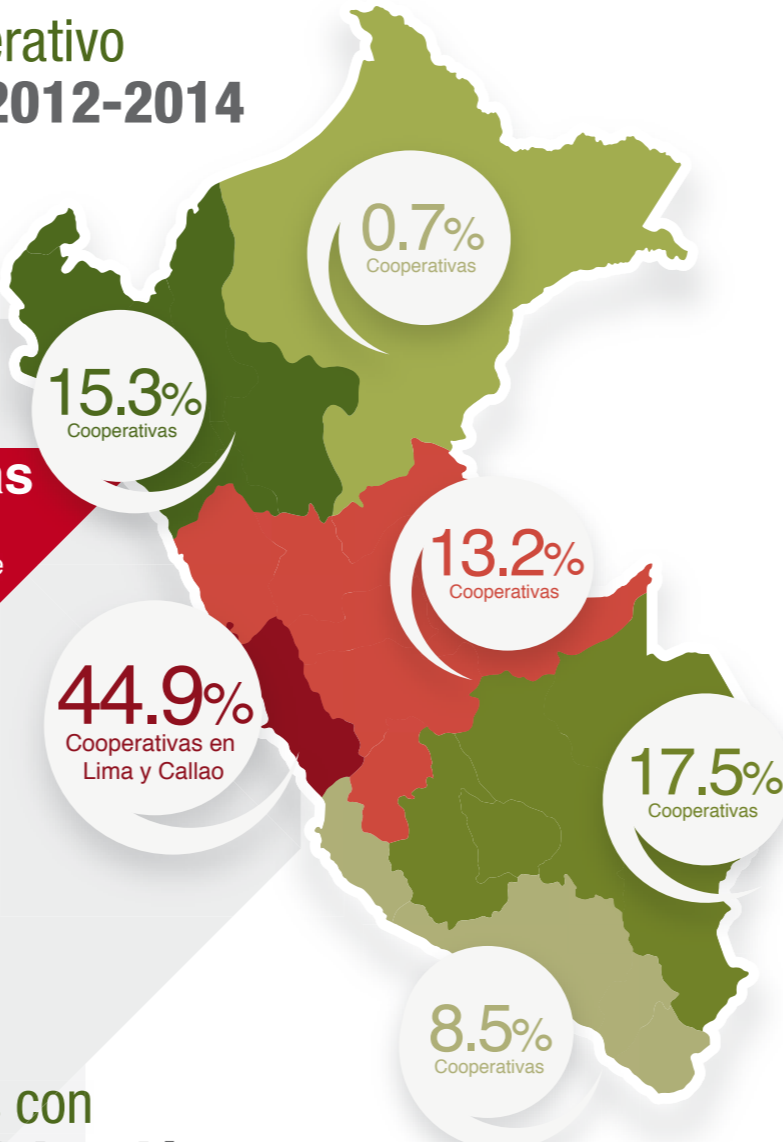 erativo
2012-2014
0.7%
Cooperativas
15.3%
Cooperativas
as
e
13.2%
Cooperativas
44.9%
Cooperativas en
Lima y Callao
17.5%
Cooperativas
8.5%
Cooperativas
con